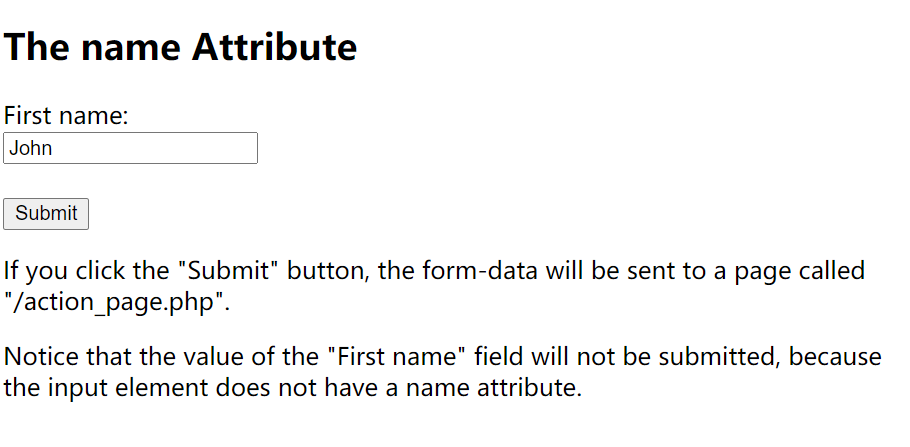 The name Attribute
First name:
John
Submit
If you click the "Submit" button, the form-data will be sent to a page called
"/action_page.php".
Notice that the value of the "First name" field will not be submitted, because
the input element does not have a name attribute.